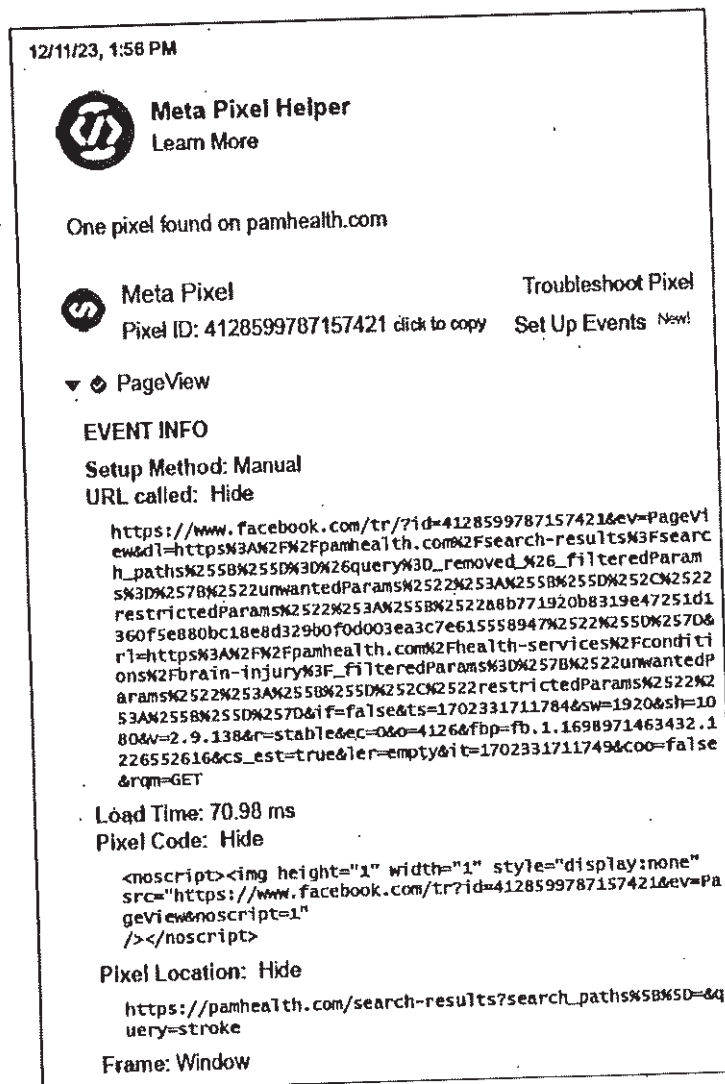 12/11/23, 1:56 PM
Meta Pixel Helper
Learn More
One pixel found on pamhealth.com
Meta Pixel
Troubleshoot Pixel
Pixel ID: 4128599787157421 click to copy
Set Up Events New!
PageView
EVENT INFO
Setup Method: Manual
URL called: Hide
https://www.facebook.com/tr/?id=4128599787157421&ev=PageVi
ew&dl=https%3A%2F%2Fpamhealth.com%2Fsearch-results%3Fsearc
h_paths%255B%255D%3D%26query%3D_removed_%26_filteredParam
s%3D%257B%2522unwantedParams%2522%253A%255B%255D%252C%2522
restrictedParams%2522%253A%255B%2522a8b771920b8319e47251d1
360f5e880bc18e8d329b0f0d003ea3c7e615558947%2522%255D%257D&
rl=https%3A%2F%2Fpamhealth.com%2Fhealth-services%2Fconditi
ons%2Fbrain-injury%3F_filteredParams%3D%257B%2522unwantedP
arams%2522%253A%255B%255D%252C%2522restrictedParams%2522%2
53A%255B%255D%257D&if=false&ts=1702331711784&sw=1920&sh=10
80&v=2.9.138&r=stable&ec=0&o=4126&fbp=fb.1.1698971463432.1
226552616&cs_est=true&ler=empty&it=1702331711749&coo=false
&rqm=GET
Load Time: 70.98 ms
Pixel Code: Hide
<noscript><img height="1" width="1" style="display:none"
src="https://www.facebook.com/tr?id=4128599787157421&ev=Pa
geView&noscript=1"
/></noscript>
Pixel Location: Hide
https://pamhealth.com/search-results?search_paths%5B%5D=&q
uery=stroke
Frame: Window